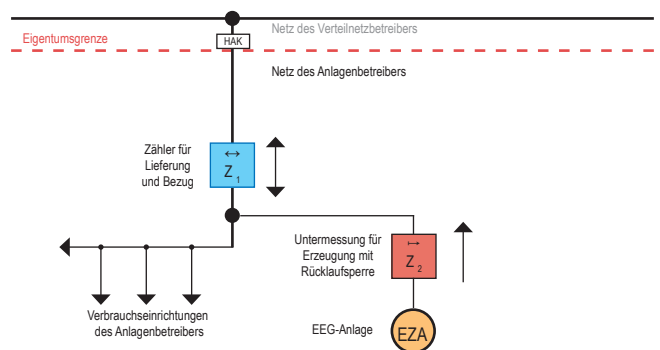 Netz des Verteilnetzbetreibers
Eigentumsgrenze
HAK
Netz des Anlagenbetreibers
Zähler für
Lieferung
und Bezug
Z 1
Untermessung für
Erzeugung mit
Rücklaufsperre
Z 2
Verbrauchseinrichtungen
des Anlagenbetreibers
EEG-Anlage
EZA